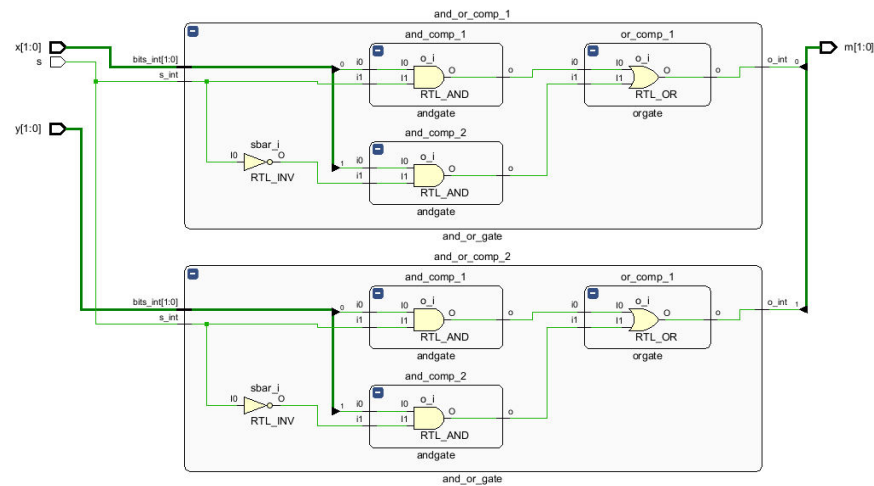 and_or_comp_1
x[1:0]
s
bits_int[1:0]
s_int
and_comp_1
0
i0
i1
I0
I1
o_i
O
RTL_AND
o
andgate
or_comp_1
i0
i1
I0
I1
o_i
O
RTL_OR
o
orgate
o_int
0
m[1:0]
y[1:0]
sbar_i
I0
O
RTL_INV
and_comp_2
1
i0
i1
I0
I1
o_i
O
RTL_AND
o
andgate
and_or_gate
and_or_comp_2
bits_int[1:0]
s_int
and_comp_1
0
i0
i1
I0
I1
o_i
O
RTL_AND
o
andgate
or_comp_1
i0
i1
I0
I1
o_i
O
RTL_OR
o
orgate
o_int
1
sbar_i
I0
O
RTL_INV
and_comp_2
1
i0
i1
I0
I1
o_i
O
RTL_AND
o
andgate
and_or_gate